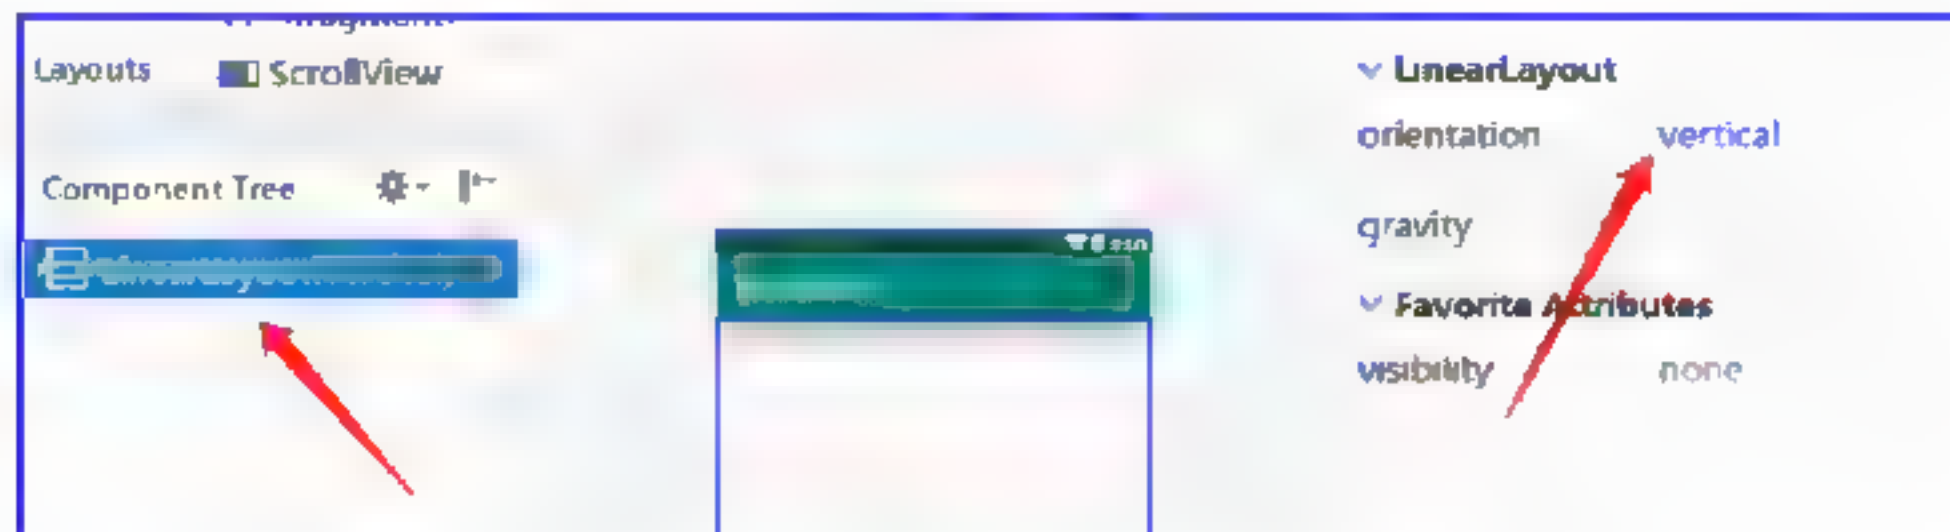 Layouts
ScrollView
Component Tree
LinearLayout
orientation vertical
gravity
Favorite Attributes
visibility none